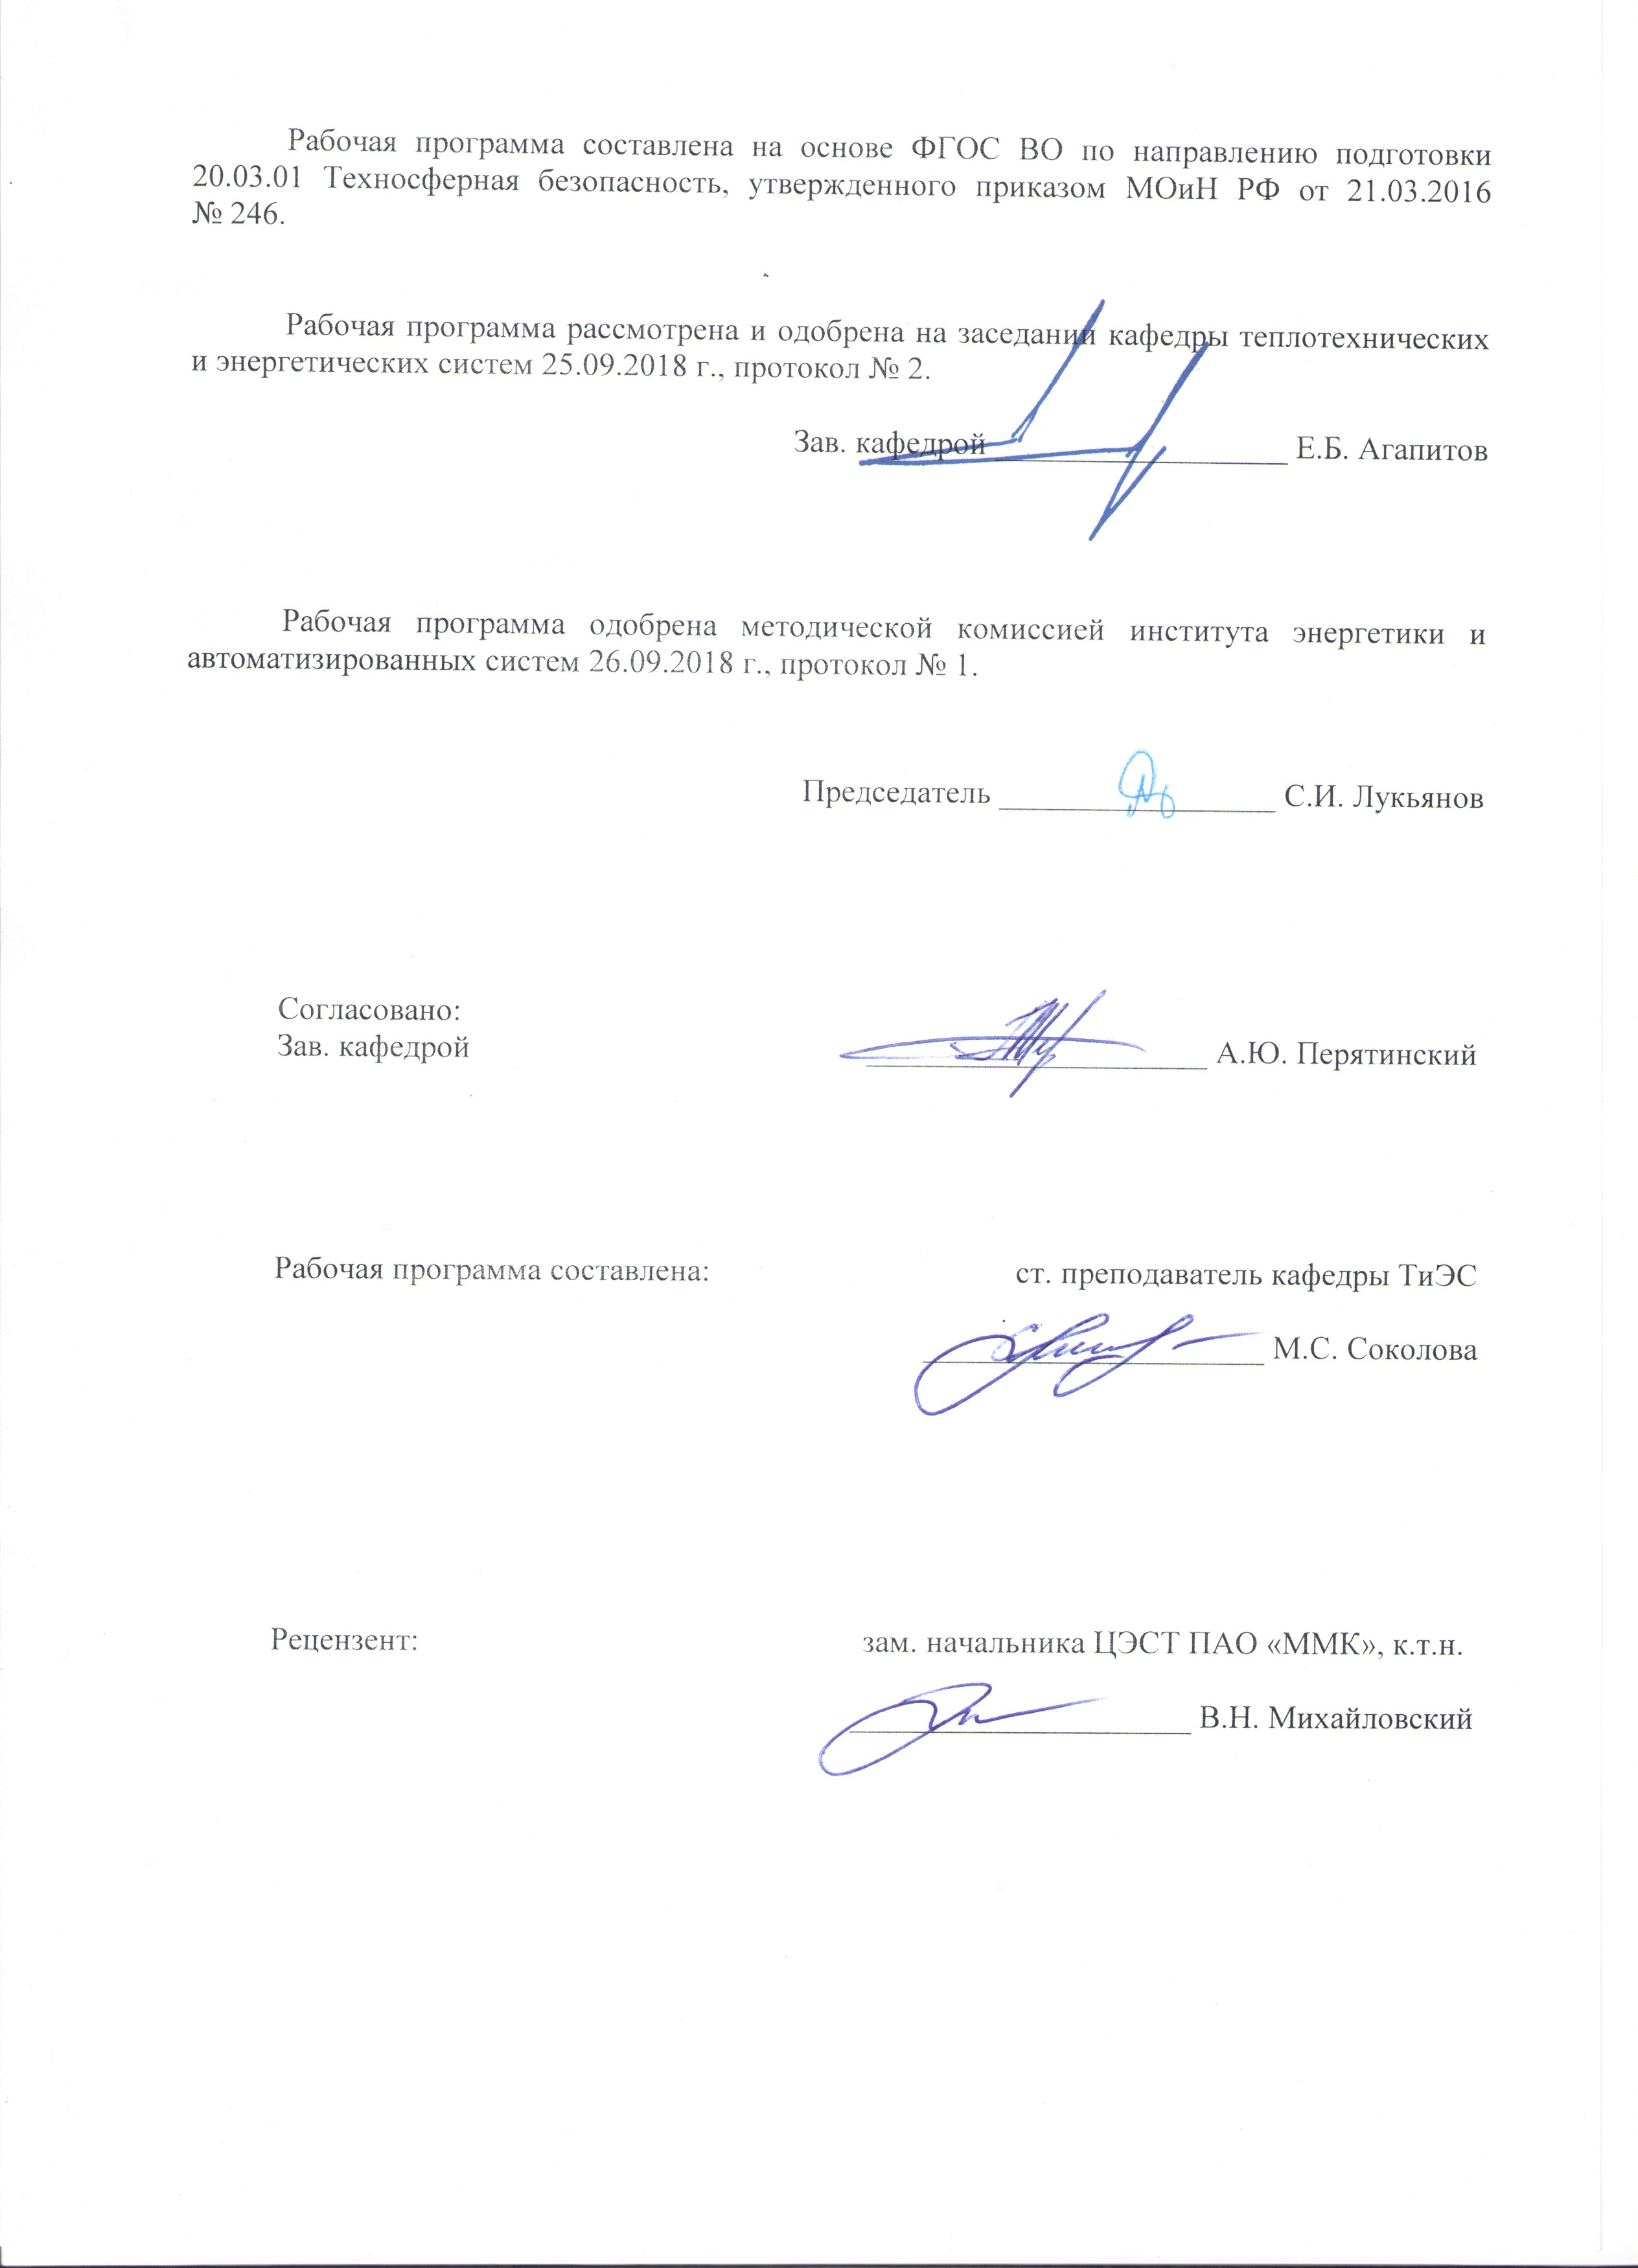 Рабочая программа составлена на основе ФГОС ВО по направлению подготовки
20.03.01 Техносферная безопасность, утвержденного приказом МОиН РФ от 21.03.2016
№ 246.
Рабочая программа рассмотрена и одобрена на заседании кафедры теплотехнических
и энергетических систем 25.09.2018 г., протокол № 2.
Зав. кафедрой Е.Б. Агапитов
Рабочая программа одобрена методической комиссией института энергетики и
автоматизированных систем 26.09.2018 г., протокол № 1.
Председатель С.И. Лукьянов
Согласовано:
Зав. кафедрой А.Ю. Перятинский
Рабочая программа составлена: ст. преподаватель кафедры ТиЭС
М.С. Соколова
Рецензент: зам. начальника ЦЭСТ ПАО «ММК», к.т.н.
В.Н. Михайловский